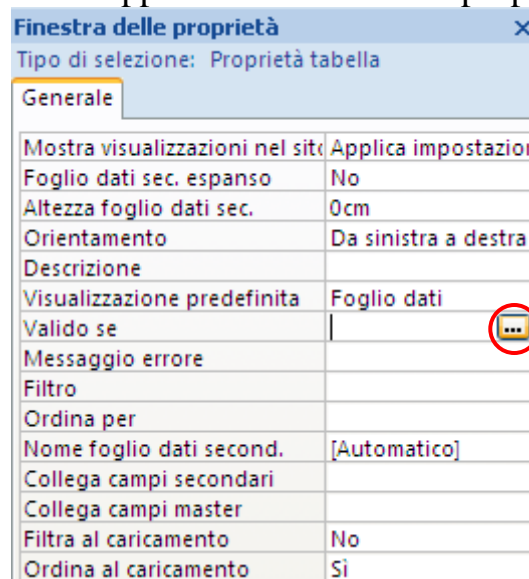 Finestra delle proprietà
Tipo di selezione: Proprietà tabella
Generale
Mostra visualizzazioni nel sito Applica impostazion
Foglio dati sec. espanso No
Altezza foglio dati sec. 0cm
Orientamento Da sinistra a destra
Descrizione
Visualizzazione predefinita Foglio dati
Valido se ...
Messaggio errore
Filtro
Ordina per
Nome foglio dati second. [Automatico]
Collega campi secondari
Collega campi master
Filtra al caricamento No
Ordina al caricamento Sì